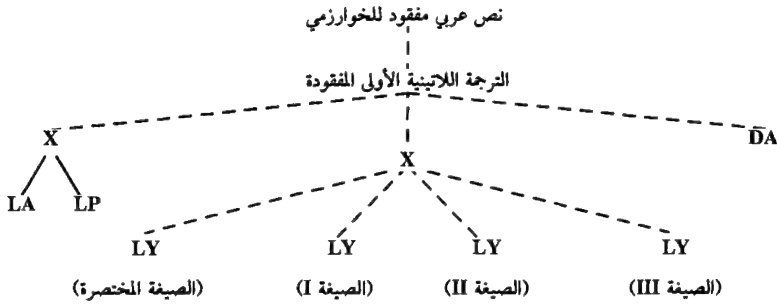 نص عربي مفقود للخوارزمي
الترجمة اللاتينية الأولى المفقودة
X DA
X
LA LP
LY LY LY LY
(الصيغة المختصرة) (الصيغة I) (الصيغة II) (الصيغة III)